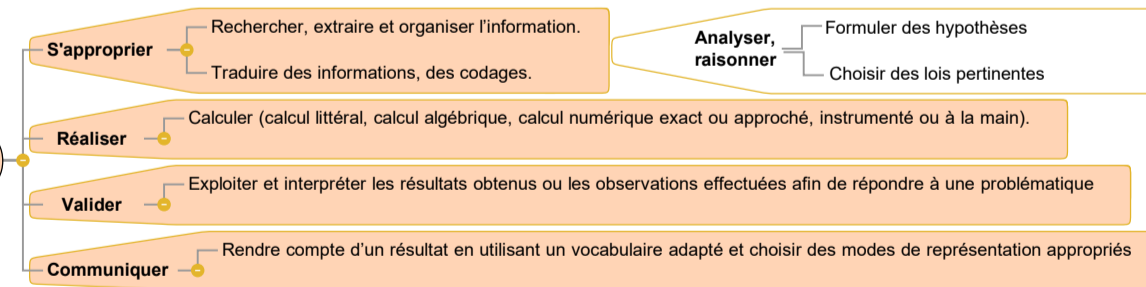 S'approprier
Rechercher, extraire et organiser l'information.
Traduire des informations, des codages.
Analyser,
raisonner
Formuler des hypothèses
Choisir des lois pertinentes
Réaliser
Calculer (calcul littéral, calcul algébrique, calcul numérique exact ou approché, instrumenté ou à la main).
Valider
Exploiter et interpréter les résultats obtenus ou les observations effectuées afin de répondre à une problématique
Communiquer
Rendre compte d'un résultat en utilisant un vocabulaire adapté et choisir des modes de représentation appropriés